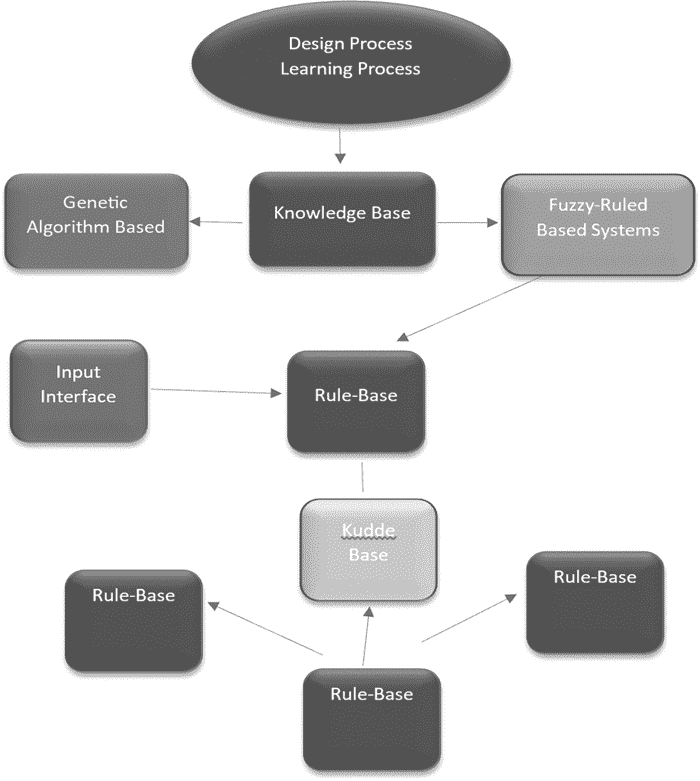 Design Process
Learning Process
Genetic
Algorithm Based
Knowledge Base
Fuzzy-Ruled
Based Systems
Input
Interface
Rule-Base
Kudde
Base
Rule-Base
Rule-Base
Rule-Base